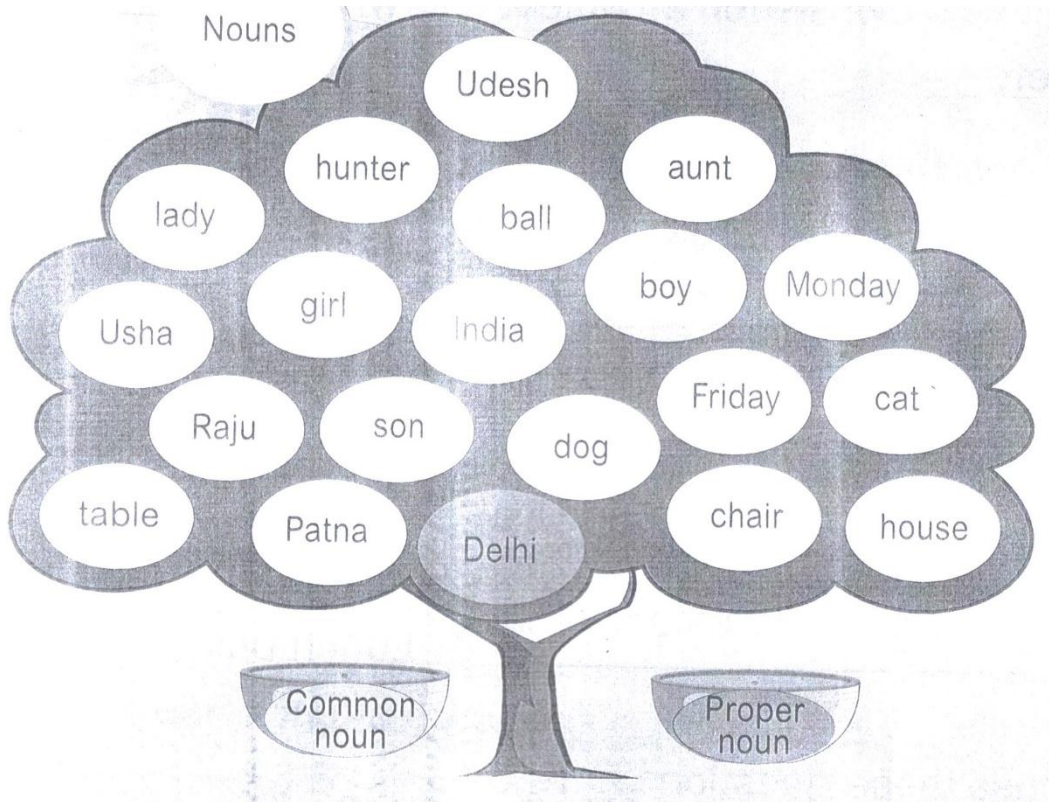 Nouns
Udesh
hunter
aunt
lady
ball
boy
Monday
girl
Usha
India
Friday
cat
Raju
son
dog
table
Patna
Delhi
chair
house
Common
noun
Proper
noun